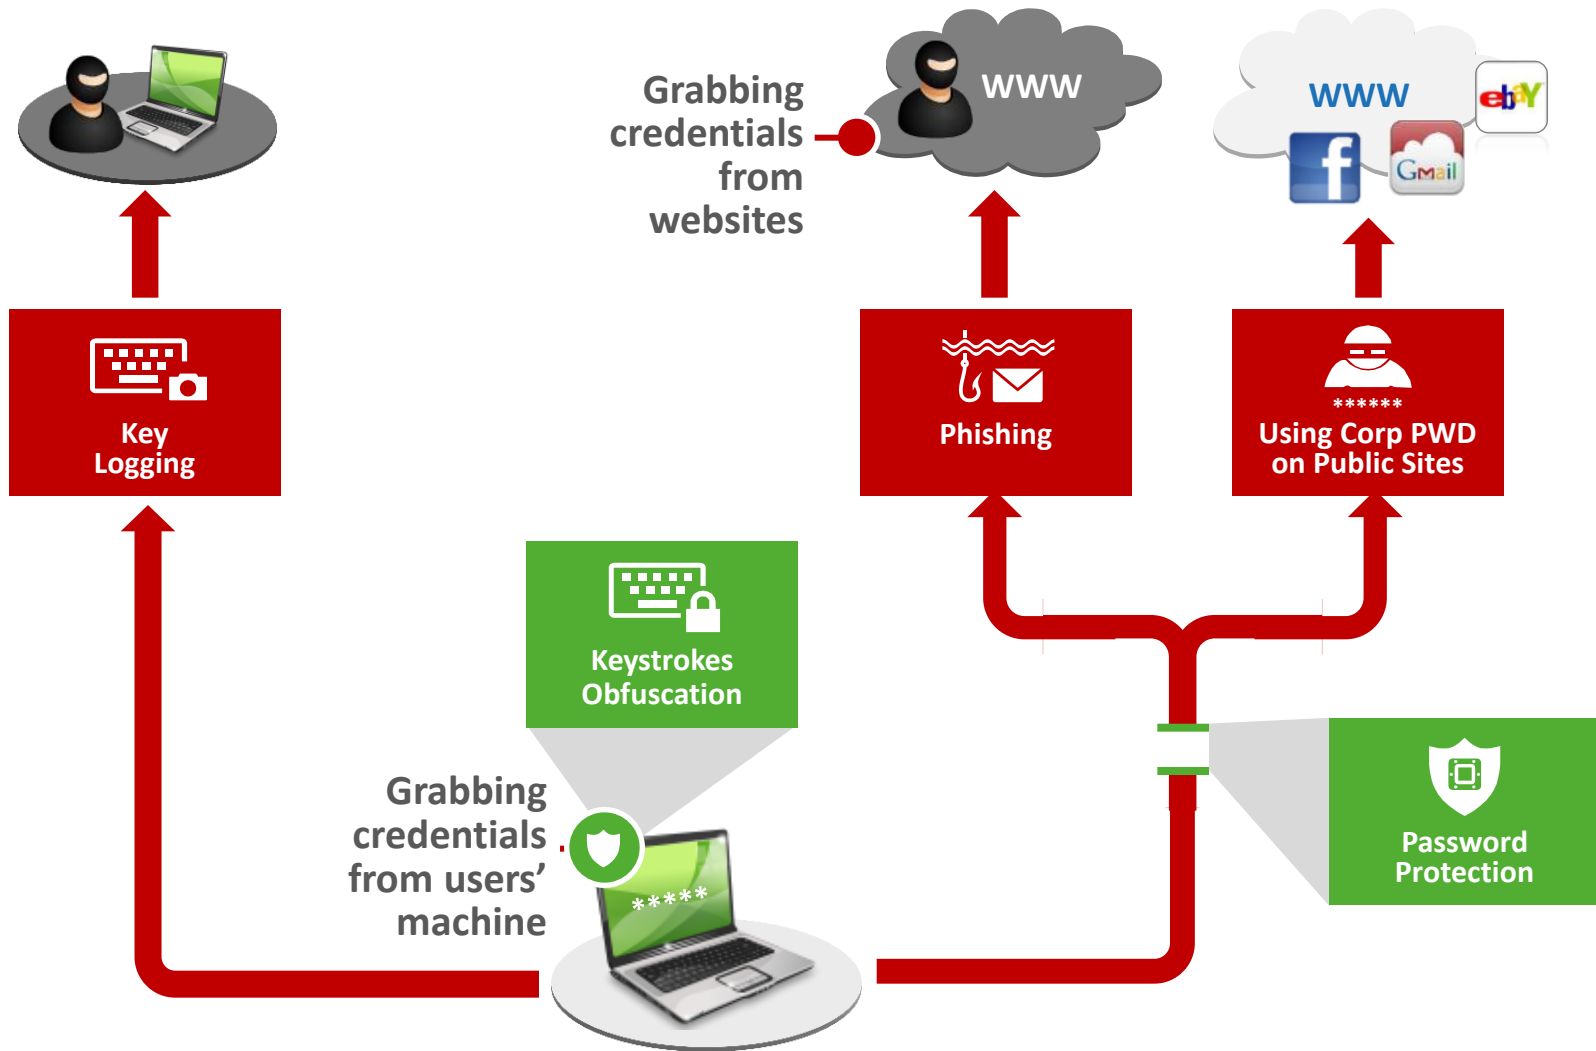 Grabbing
credentials
from
websites
WWW
WWW
ebaY
f
GMail
Key
Logging
Phishing
******
Using Corp PWD
on Public Sites
Keystrokes
Obfuscation
Grabbing
credentials
from users’
machine
*****
Password
Protection